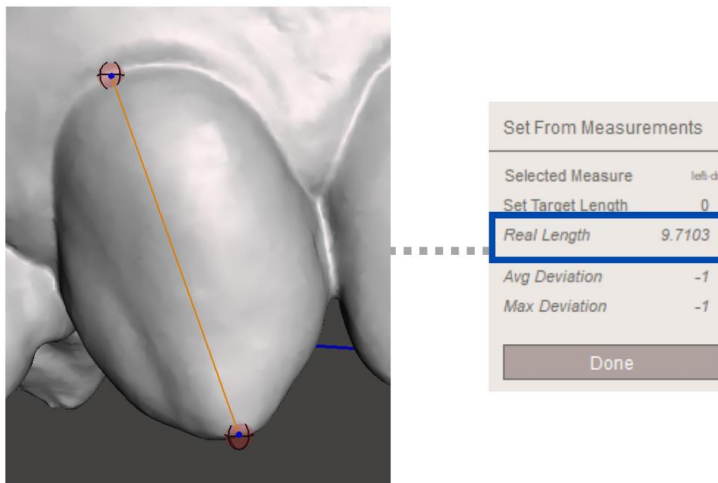 Set From Measurements
Selected Measure
Set Target Length 0
Real Length 9.7103
Avg Deviation -1
Max Deviation -1
Done